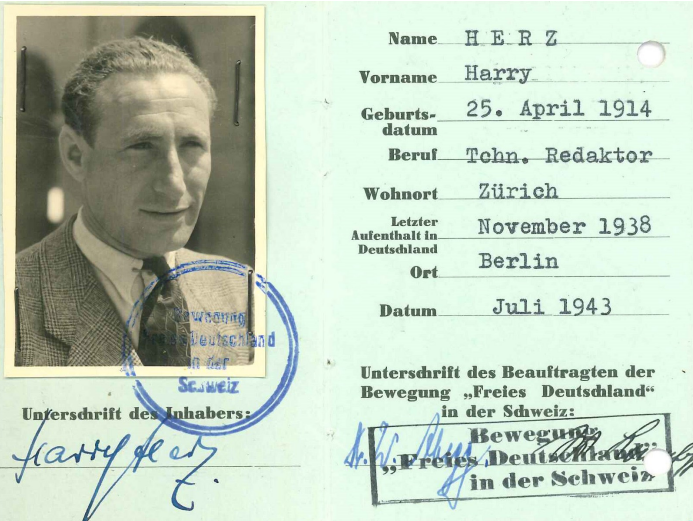 Name H E R Z
Vorname Harry
Geburts-
datum 25. April 1914
Beruf Tchn. Redaktor
Wohnort Zürich
Letzter
Aufenthalt in
Deutschland November 1938
Ort Berlin
Datum Juli 1943
Bewegung
Freies Deutschland
in der
Schweiz
Unterschrift des Inhabers:
Harry Herz
Unterschrift des Beauftragten der
Bewegung „Freies Deutschland“
in der Schweiz:
Bewegung
„Freies Deutschland“
in der Schweiz